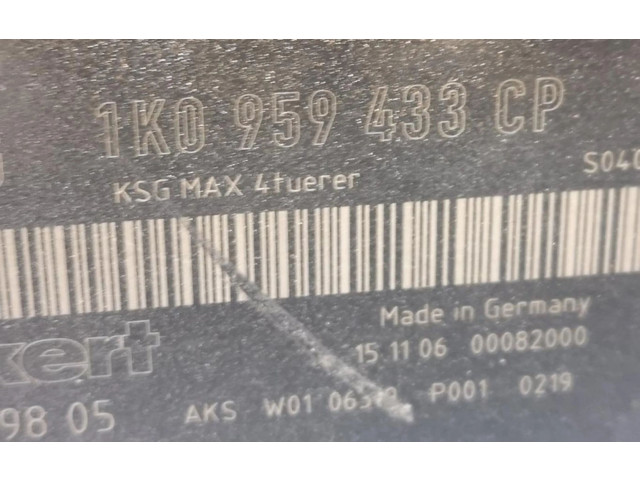 1K0 959 433 CP
KSG MAX 4tuerer S040
Made in Germany
kert 15 11 06 00082000
98 05 AKS W01 P001 0219